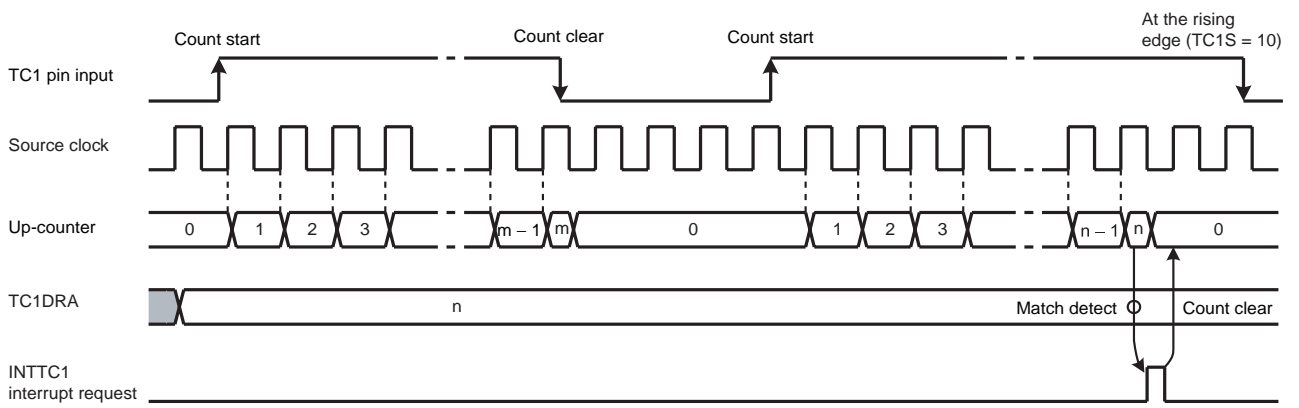 At the rising
edge (TC1S = 10)
Count start
Count clear
Count start
TC1 pin input
Source clock
Up-counter
0 1 2 3 m – 1 m 0 1 2 3 n – 1 n 0
TC1DRA
n
Match detect
Count clear
INTTC1
interrupt request